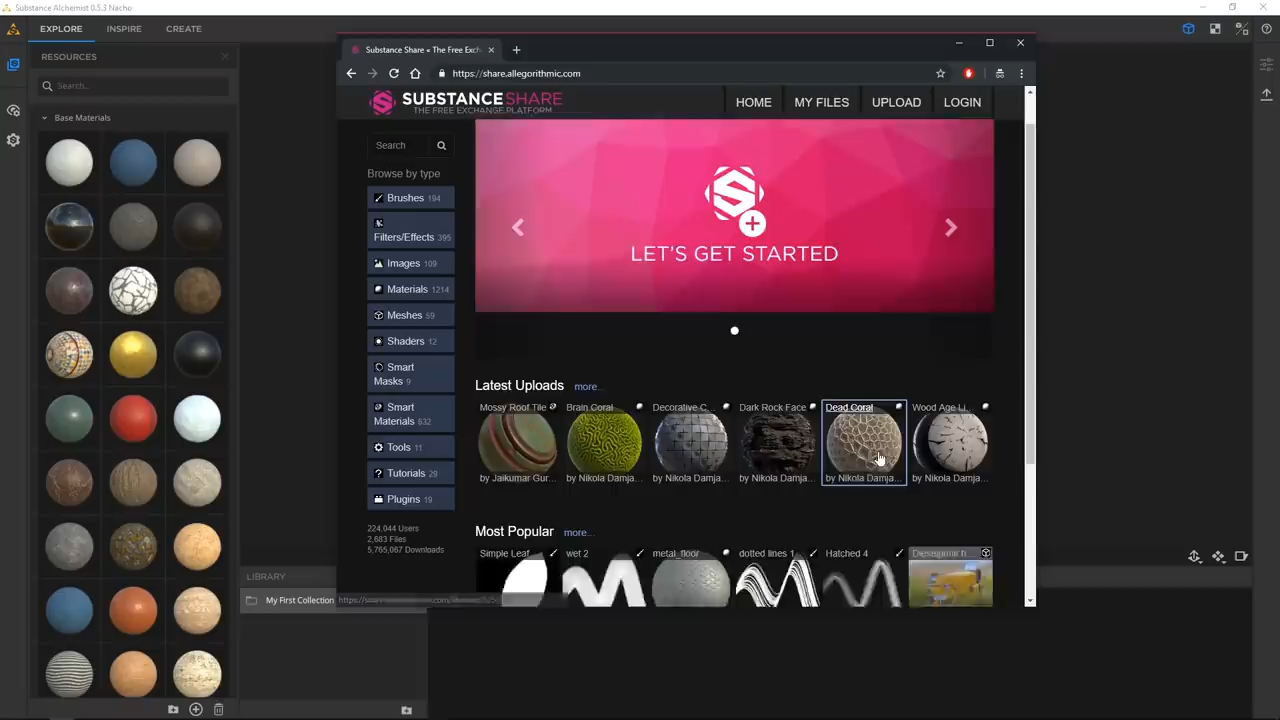 Substance Alchemist 0.5.3 Nacho
EXPLORE INSPIRE CREATE
RESOURCES
Search...
Base Materials
LIBRARY
My First Collection
Substance Share « The Free Exch
https://share.allegorithmic.com
SUBSTANCE SHARE
THE FREE EXCHANGE PLATFORM
HOME MY FILES UPLOAD LOGIN
Search
Browse by type
Brushes 194
Filters/Effects 395
Images 109
Materials 1214
Meshes 59
Shaders 12
Smart
Masks 9
Smart
Materials 632
Tools 11
Tutorials 29
Plugins 19
224,044 Users
2,683 Files
5,765,067 Downloads
LET'S GET STARTED
Latest Uploads more...
Mossy Roof Tile Brain Coral Decorative C... Dark Rock Face Dead Coral Wood Age Li...
by Jaikumar Gur... by Nikola Damja... by Nikola Damja... by Nikola Damja... by Nikola Damja... by Nikola Damja...
Most Popular more...
Simple Leaf wet 2 metal_floor dotted lines 1 Hatched 4